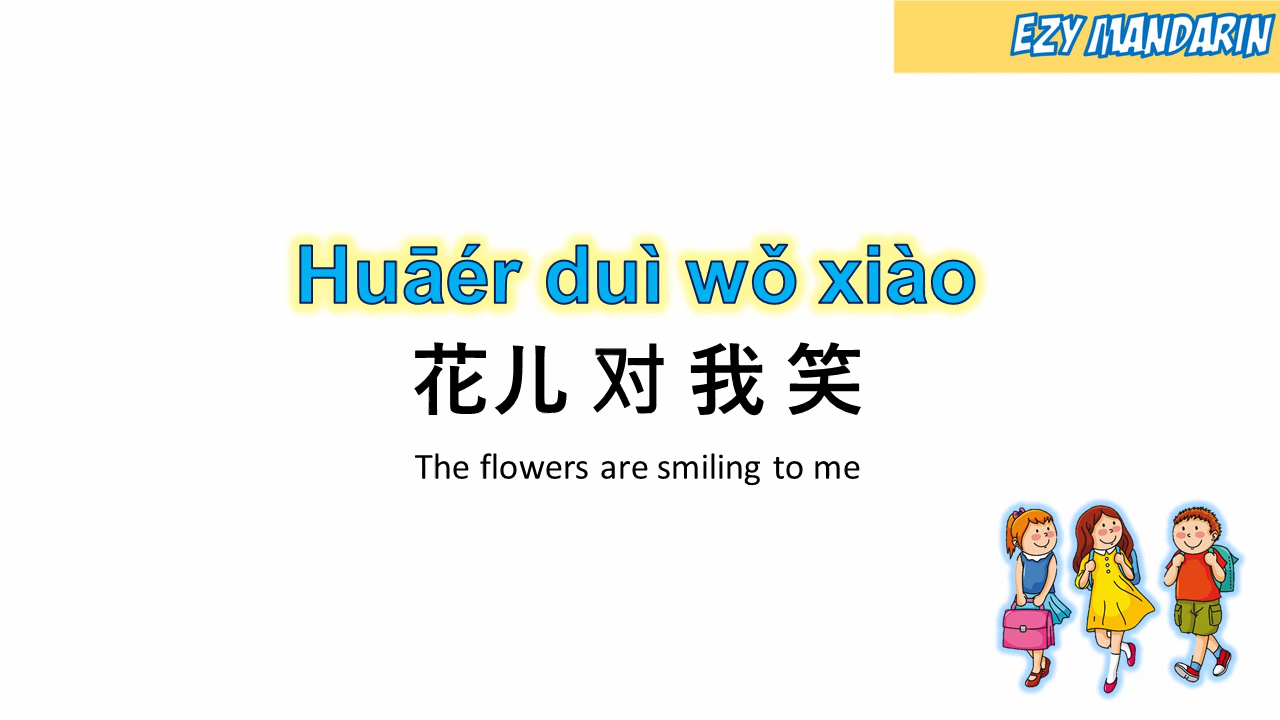 EZY MANDARIN
Huāér duì wǒ xiào
花儿 对 我 笑
The flowers are smiling to me